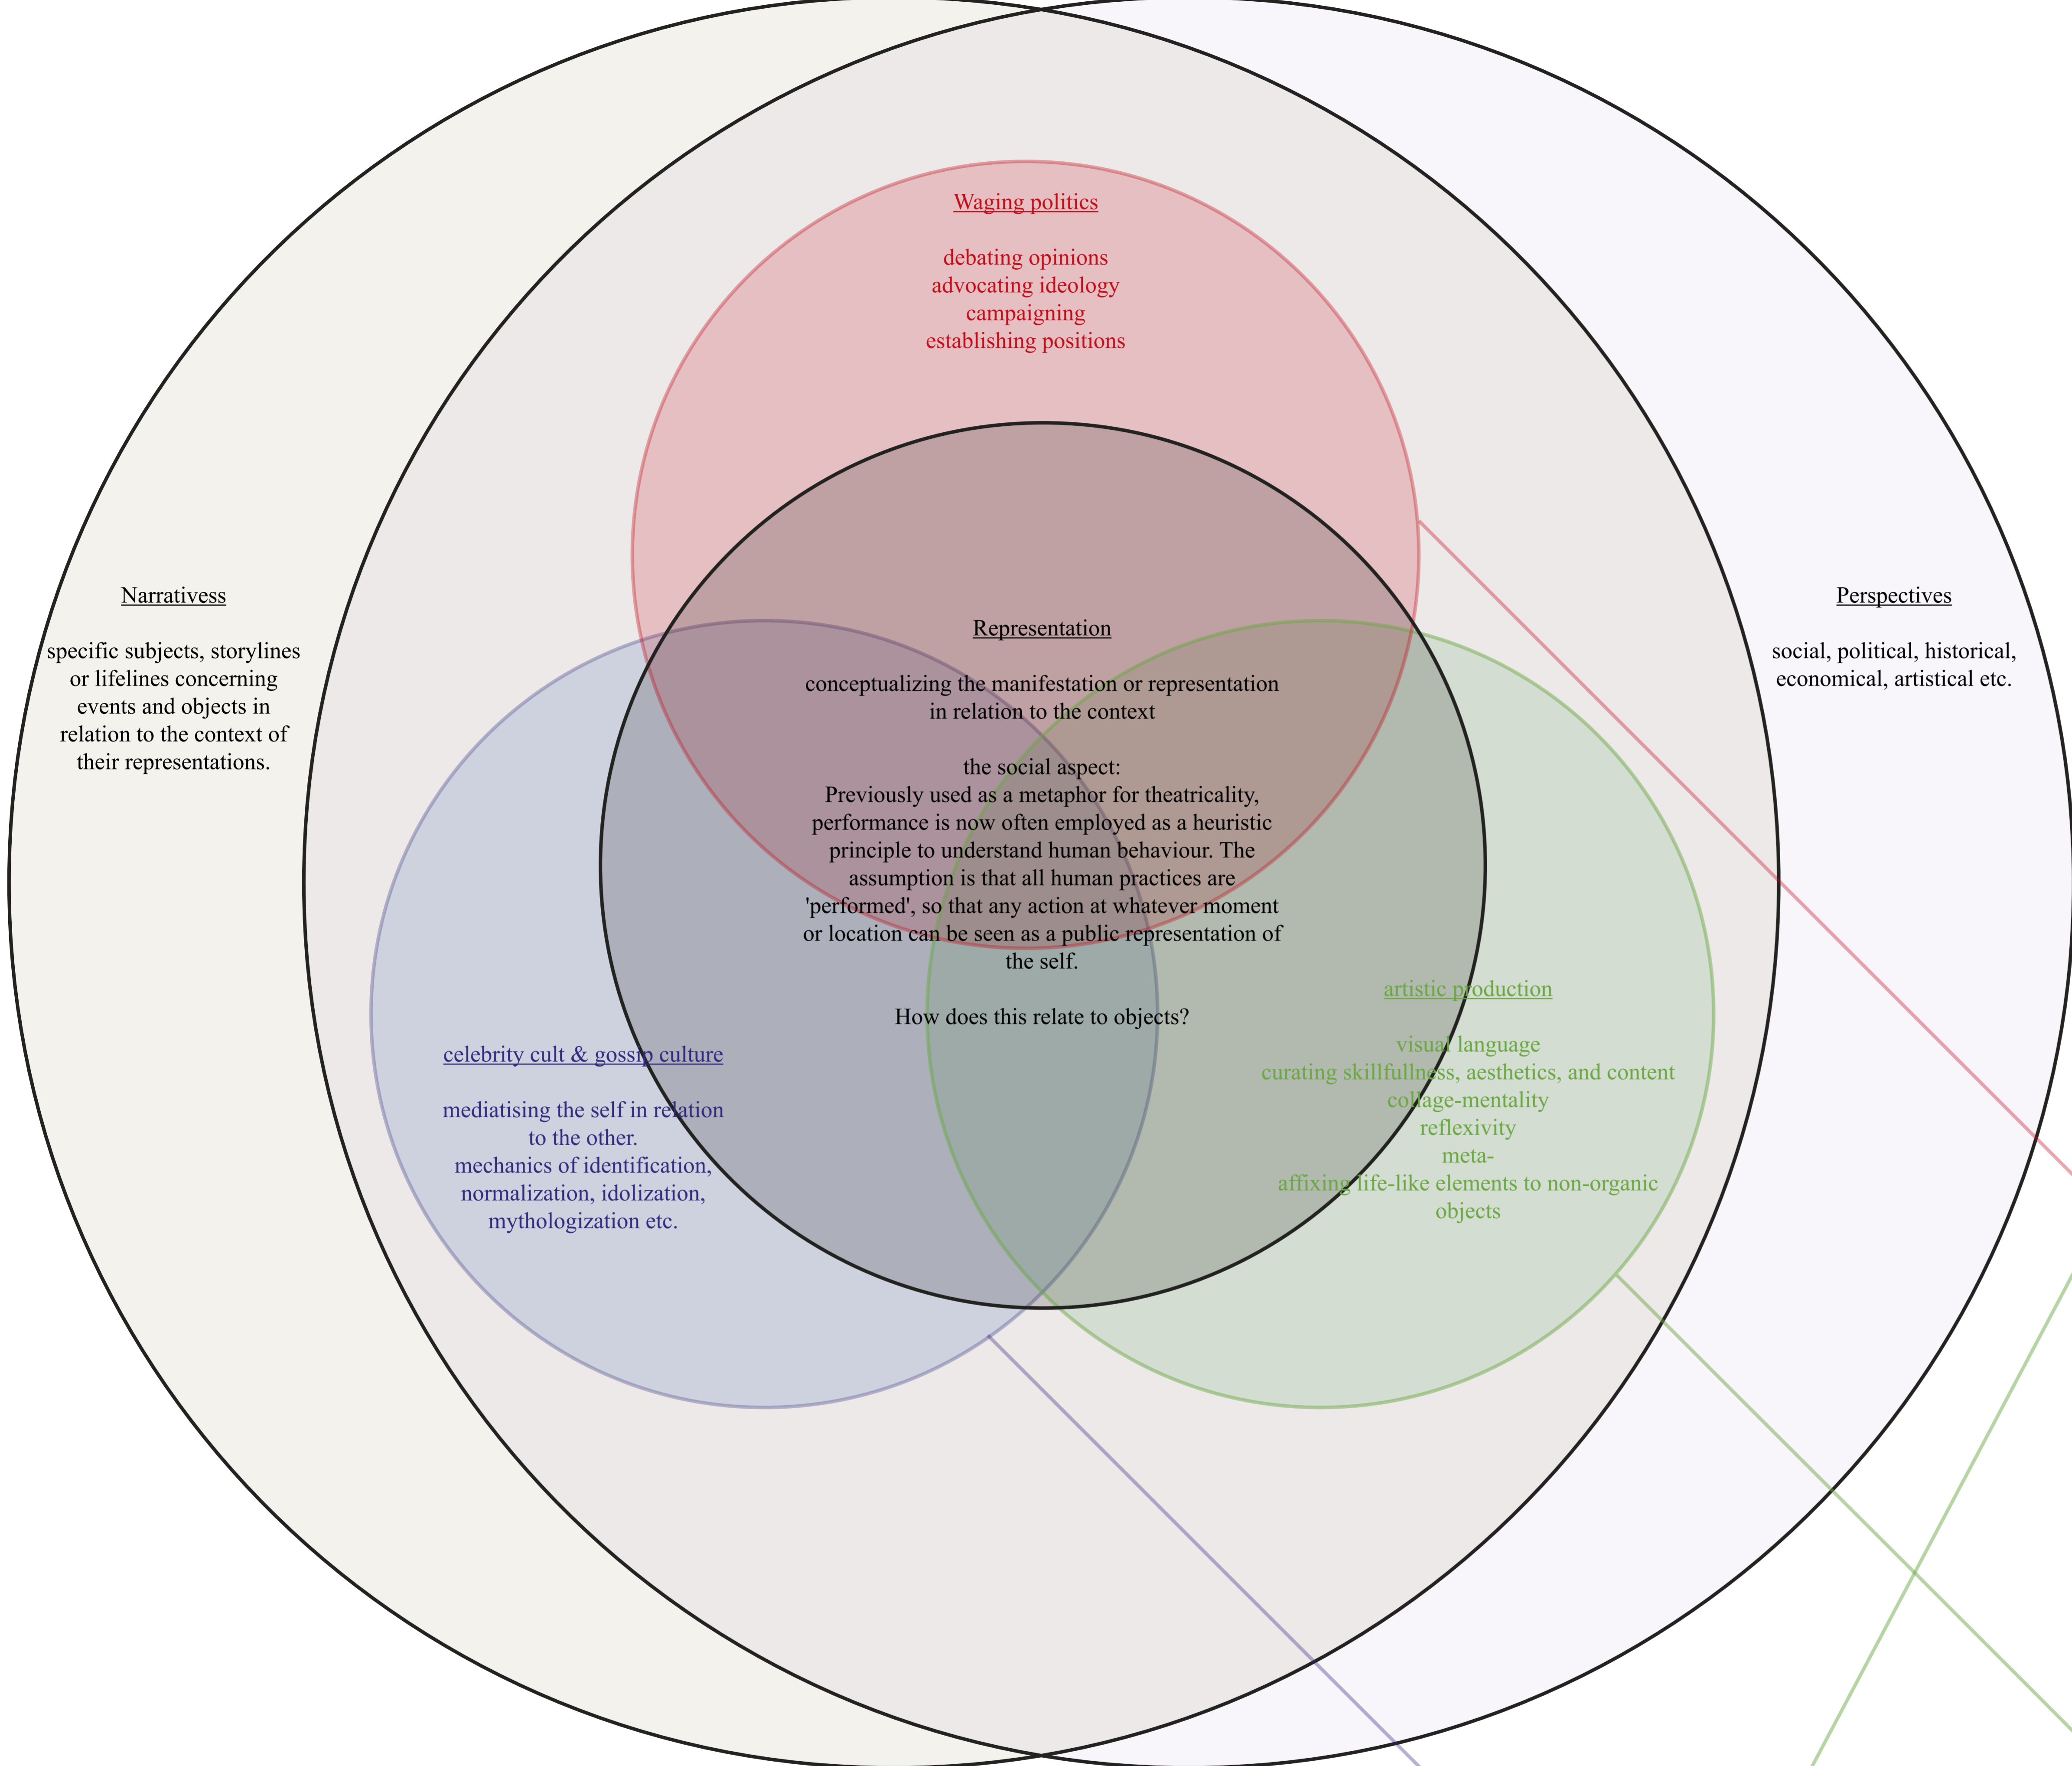 Waging politics
debating opinions
advocating ideology
campaigning
establishing positions
Narrativess
specific subjects, storylines
or lifelines concerning
events and objects in
relation to the context of
their representations.
Perspectives
social, political, historical,
economical, artistical etc.
Representation
conceptualizing the manifestation or representation
in relation to the context
the social aspect:
Previously used as a metaphor for theatricality,
performance is now often employed as a heuristic
principle to understand human behaviour. The
assumption is that all human practices are
'performed', so that any action at whatever moment
or location can be seen as a public representation of
the self.
How does this relate to objects?
celebrity cult & gossip culture
mediatising the self in relation
to the other.
mechanics of identification,
normalization, idolization,
mythologization etc.
artistic production
visual language
curating skillfullness, aesthetics, and content
collage-mentality
reflexivity
meta-
affixing life-like elements to non-organic
objects